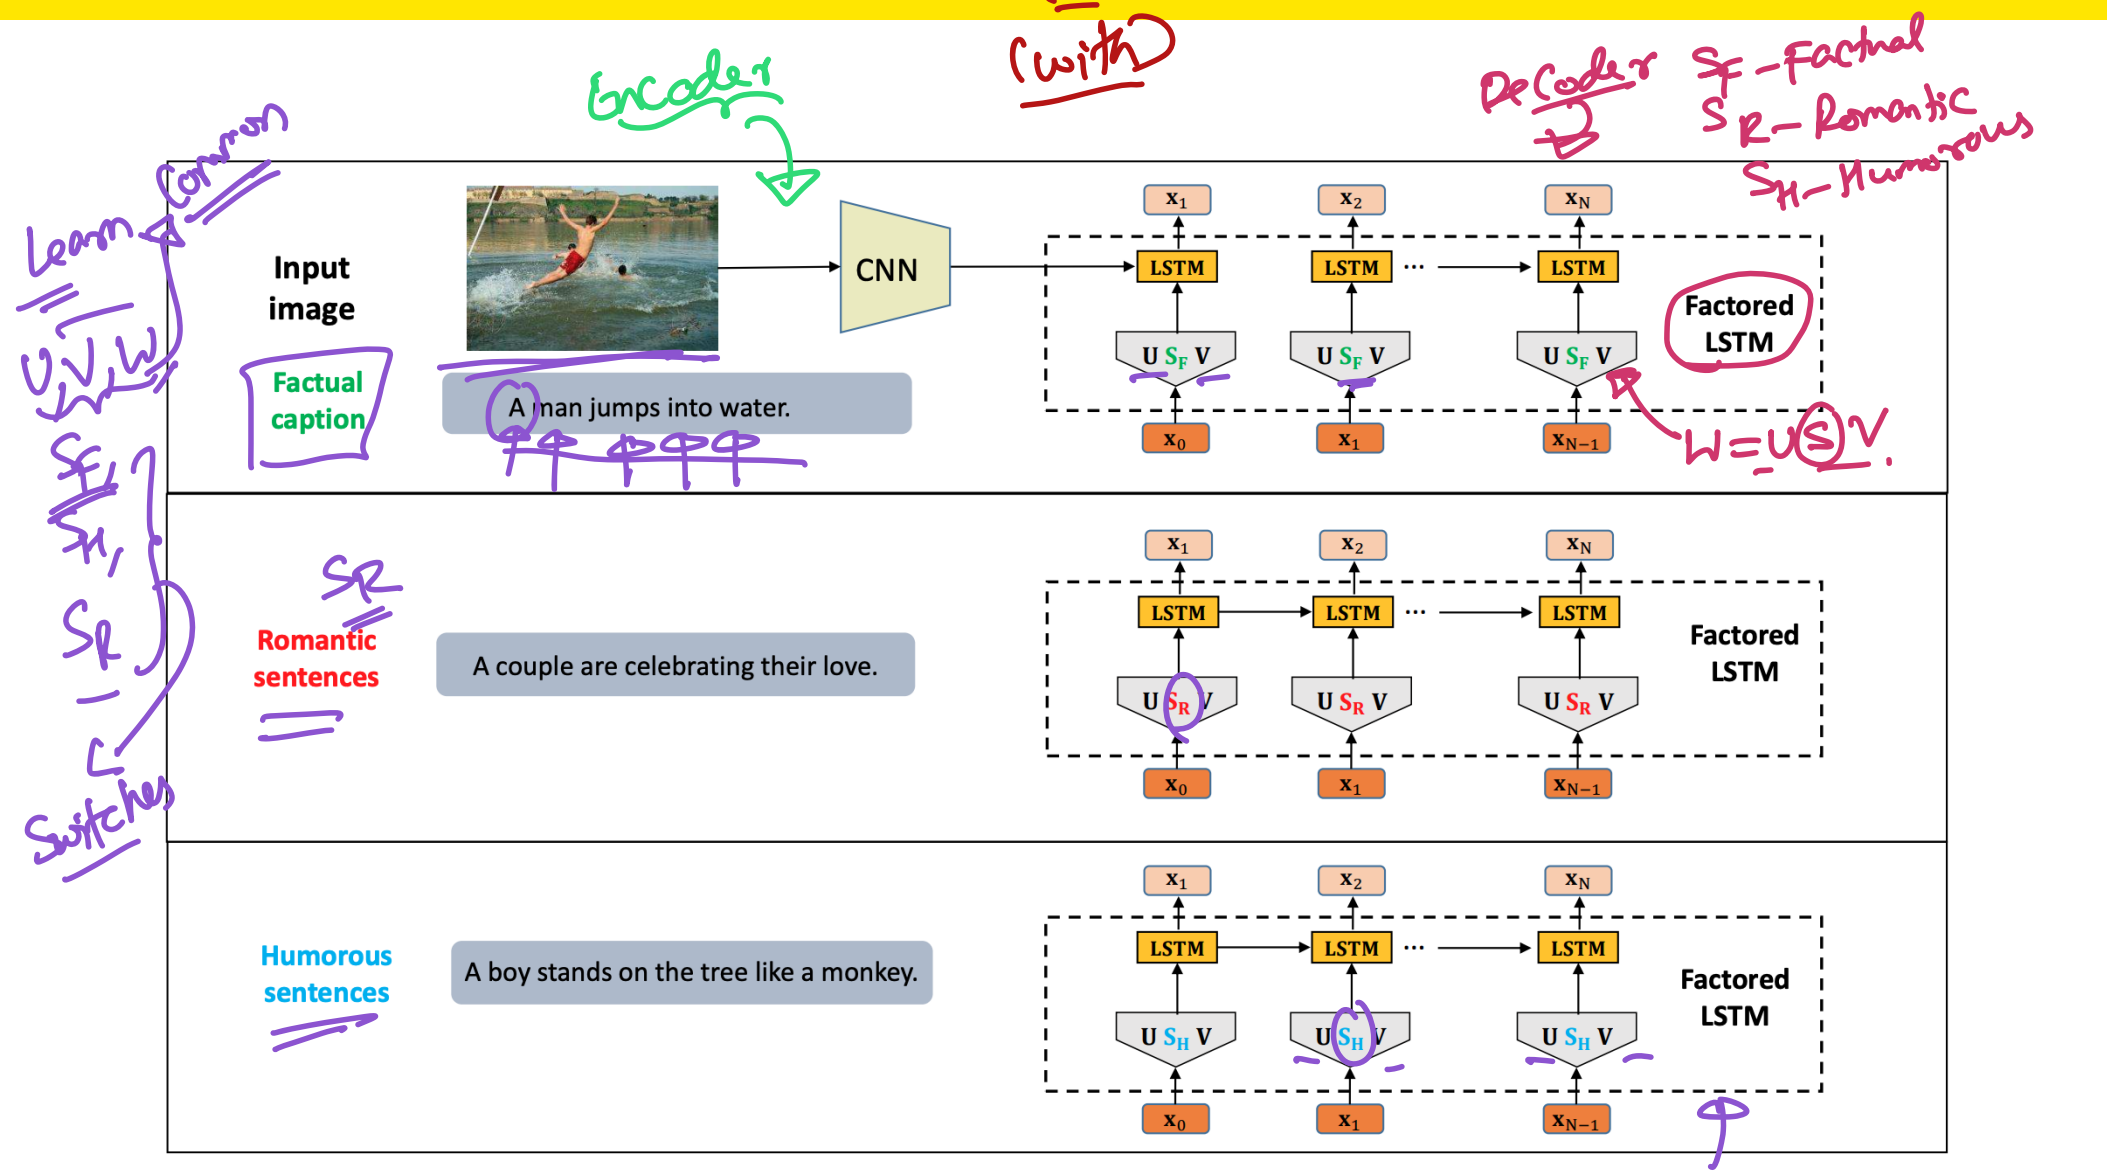 (with)
Encoder
Decoder
SF - Factual
SR - Romantic
SH - Humorous
Common
Learn
U, V, W
SF,
SH,
SR
Switches
Input
image
CNN
x1 x2 xN
LSTM LSTM ... LSTM
U SF V U SF V U SF V
x0 x1 xN−1
Factored
LSTM
W = U S V.
Factual
caption
A man jumps into water.
SR
Romantic
sentences
A couple are celebrating their love.
x1 x2 xN
LSTM LSTM ... LSTM
U SR V U SR V U SR V
x0 x1 xN−1
Factored
LSTM
Humorous
sentences
A boy stands on the tree like a monkey.
x1 x2 xN
LSTM LSTM ... LSTM
U SH V U SH V U SH V
x0 x1 xN−1
Factored
LSTM